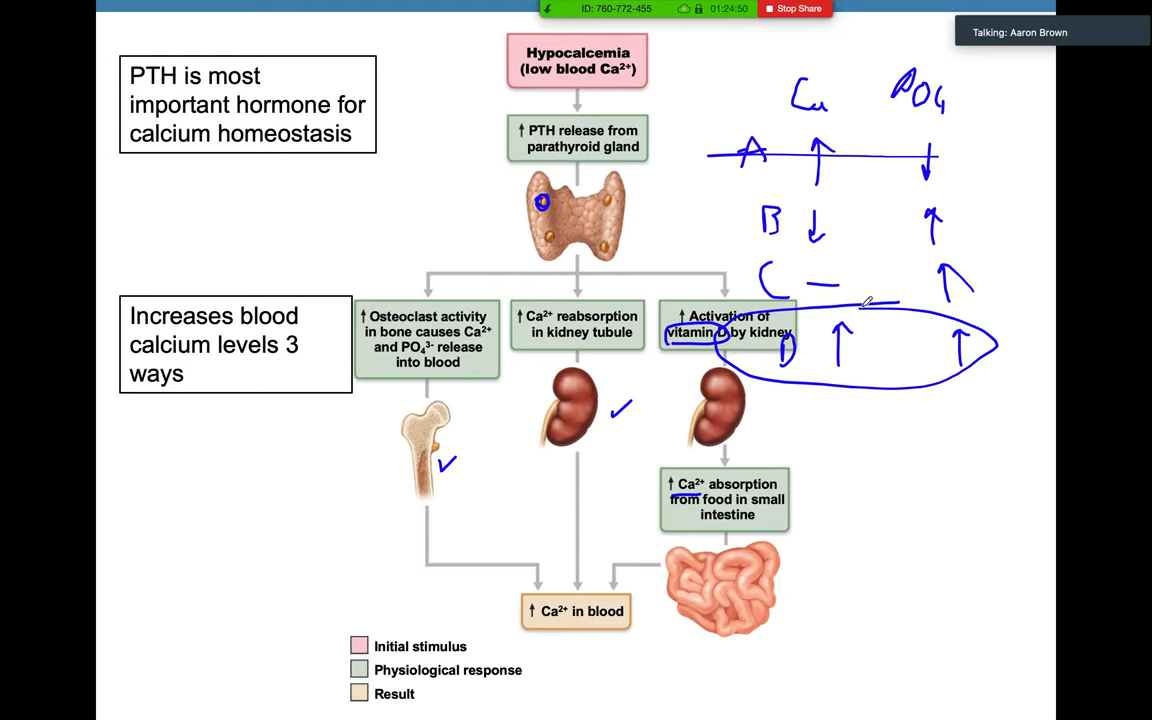 ID: 760-772-455
01:24:50
Stop Share
Talking: Aaron Brown
PTH is most
important hormone for
calcium homeostasis
Hypocalcemia
(low blood Ca²⁺)
↑ PTH release from
parathyroid gland
Ca PO4
A ↑ ↓
B ↓ ↑
C — ↑
D ↑ ↑
Increases blood
calcium levels 3
ways
↑ Osteoclast activity
in bone causes Ca²⁺
and PO₄³⁻ release
into blood
↑ Ca²⁺ reabsorption
in kidney tubule
↑ Activation of
vitamin D by kidney
↑ Ca²⁺ absorption
from food in small
intestine
↑ Ca²⁺ in blood
Initial stimulus
Physiological response
Result